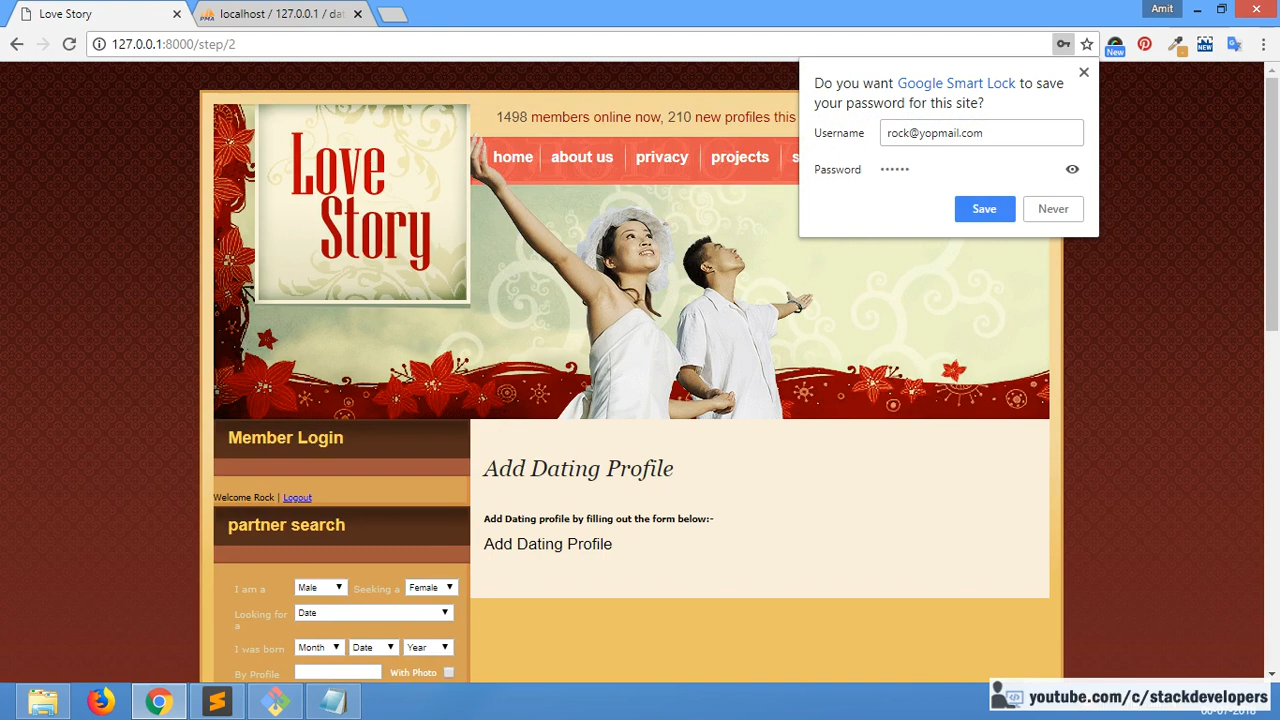 Love Story
localhost / 127.0.0.1 / dat
Amit
127.0.0.1:8000/step/2
New
NEW
Do you want Google Smart Lock to save
your password for this site?
Username
rock@yopmail.com
Password
••••••
Save
Never
1498 members online now, 210 new profiles this
home
about us
privacy
projects
s
Love
Story
Member Login
Welcome Rock | Logout
partner search
I am a
Male
Seeking a
Female
Looking for
a
Date
I was born
Month
Date
Year
By Profile
With Photo
Add Dating Profile
Add Dating profile by filling out the form below:-
Add Dating Profile
youtube.com/c/stackdevelopers